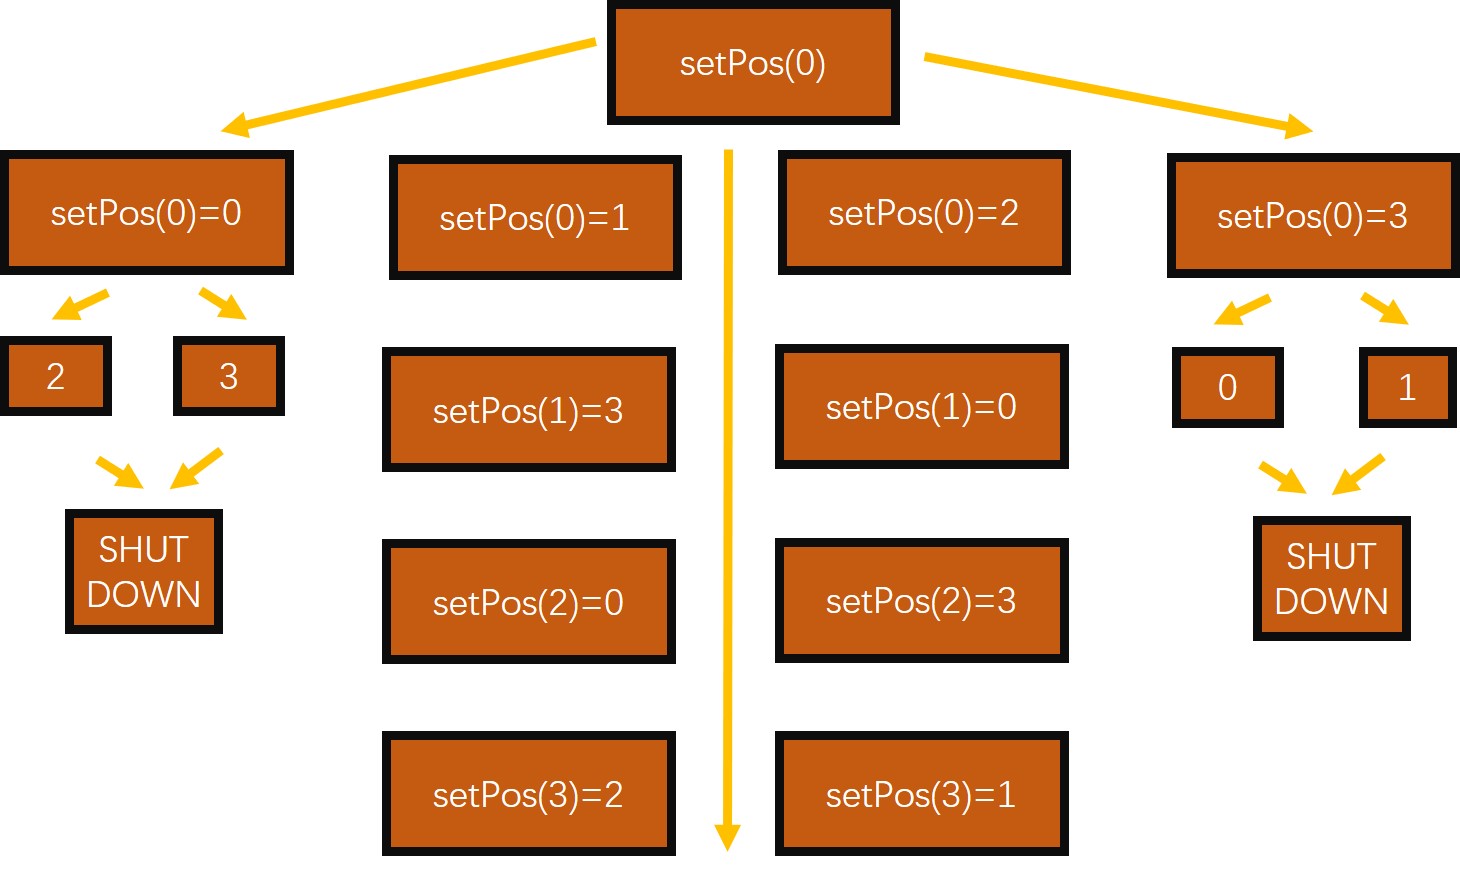 setPos(0)
setPos(0)=0
setPos(0)=1
setPos(0)=2
setPos(0)=3
2
3
setPos(1)=3
setPos(1)=0
0
1
SHUT
DOWN
setPos(2)=0
setPos(2)=3
SHUT
DOWN
setPos(3)=2
setPos(3)=1